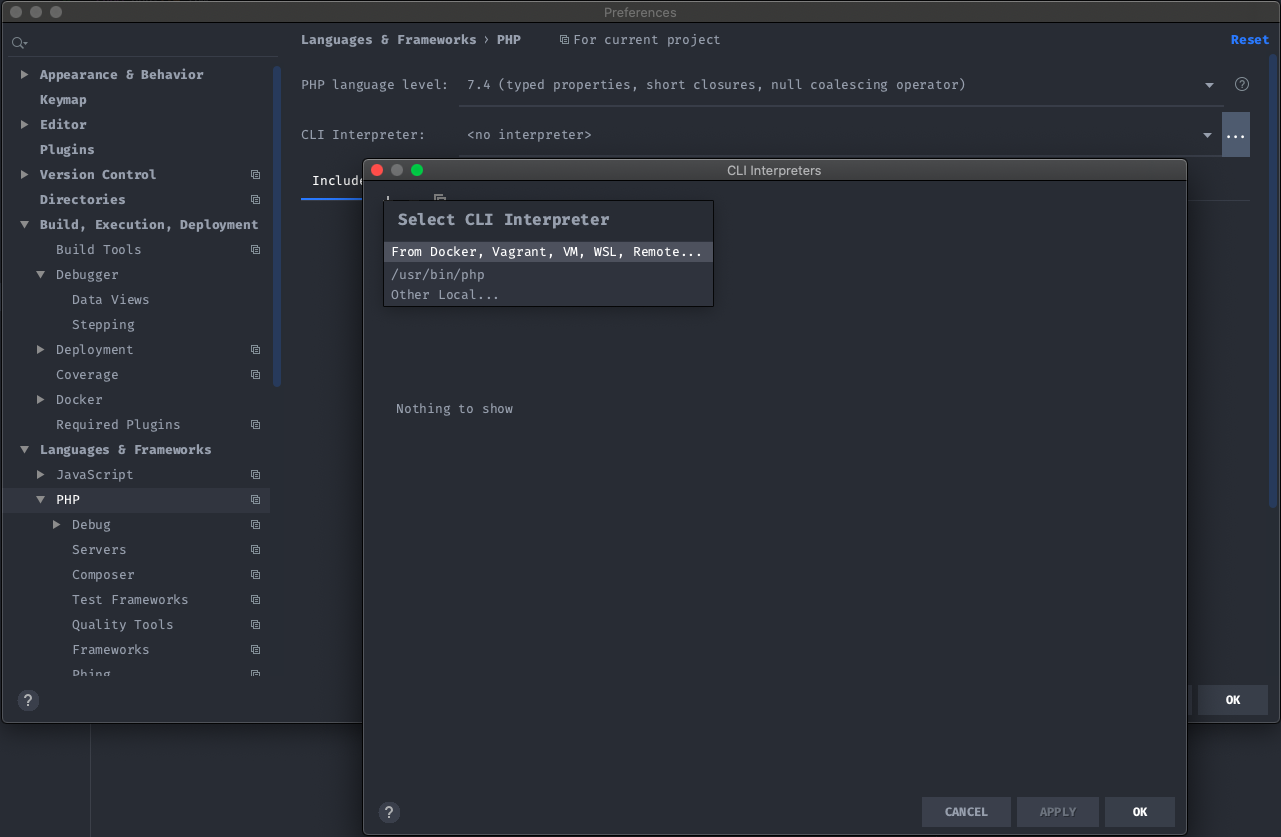 Preferences
Languages & Frameworks › PHP
For current project
Reset
Appearance & Behavior
Keymap
Editor
Plugins
Version Control
Directories
Build, Execution, Deployment
Build Tools
Debugger
Data Views
Stepping
Deployment
Coverage
Docker
Required Plugins
Languages & Frameworks
JavaScript
PHP
Debug
Servers
Composer
Test Frameworks
Quality Tools
Frameworks
Phing
?
PHP language level:
7.4 (typed properties, short closures, null coalescing operator)
?
CLI Interpreter:
<no interpreter>
...
Include
OK
CLI Interpreters
Select CLI Interpreter
From Docker, Vagrant, VM, WSL, Remote...
/usr/bin/php
Other Local...
Nothing to show
?
CANCEL
APPLY
OK